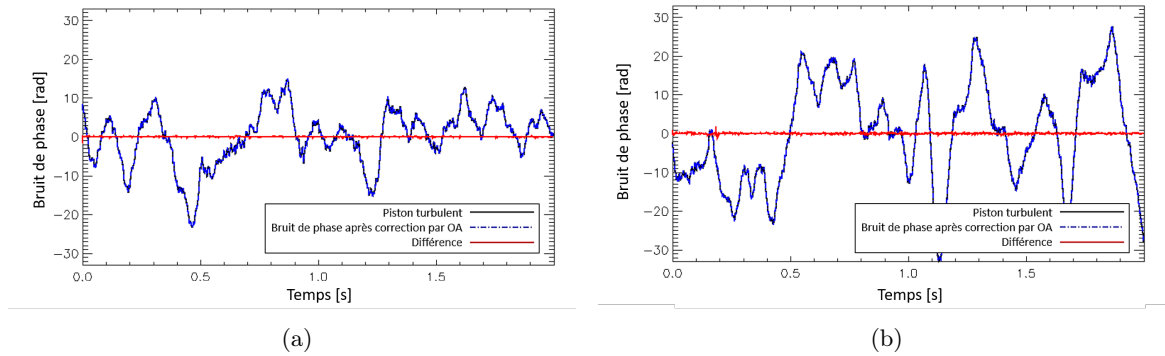 30
20
10
0
−10
−20
−30
Bruit de phase [rad]
Piston turbulent
Bruit de phase après correction par OA
Différence
0.0
0.5
1.0
1.5
Temps [s]
(a)
30
20
10
0
−10
−20
−30
Bruit de phase [rad]
Piston turbulent
Bruit de phase après correction par OA
Différence
0.0
0.5
1.0
1.5
Temps [s]
(b)